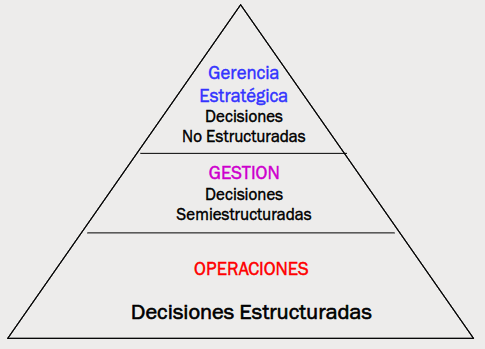 Gerencia
Estratégica
Decisiones
No Estructuradas
GESTION
Decisiones
Semiestructuradas
OPERACIONES
Decisiones Estructuradas